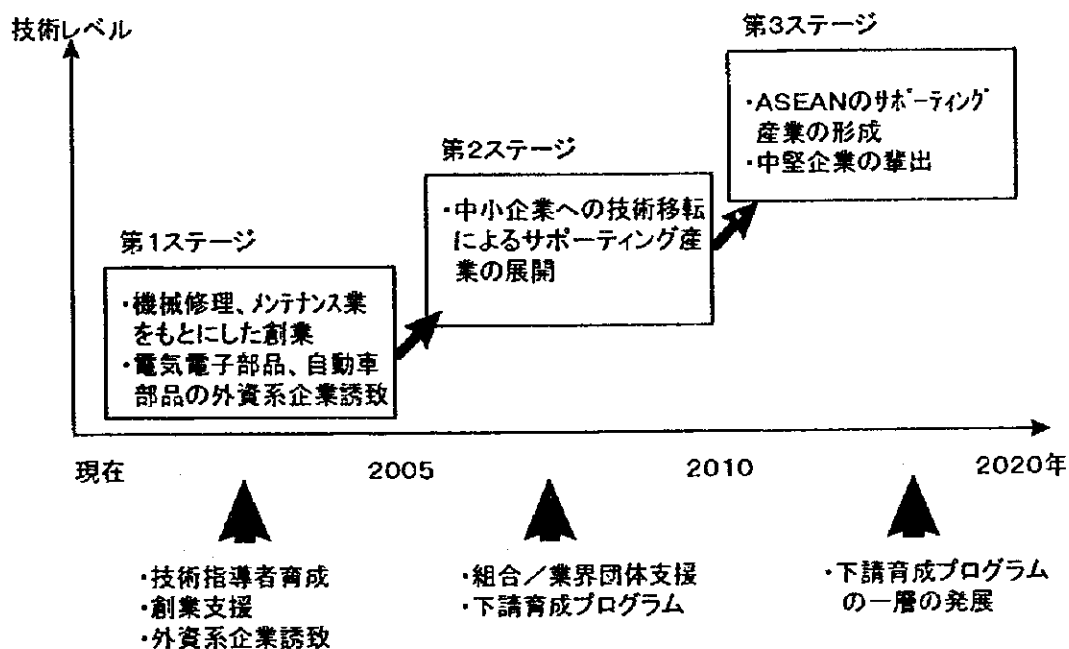 技術レベル
第3ステージ
・ASEANのサポーティング
産業の形成
・中堅企業の輩出
第2ステージ
・中小企業への技術移転
によるサポーティング産
業の展開
第1ステージ
・機械修理、メンテナンス業
をもとにした創業
・電気電子部品、自動車
部品の外資系企業誘致
現在
2005
2010
2020年
・技術指導者育成
・創業支援
・外資系企業誘致
・組合／業界団体支援
・下請育成プログラム
・下請育成プログラム
の一層の発展